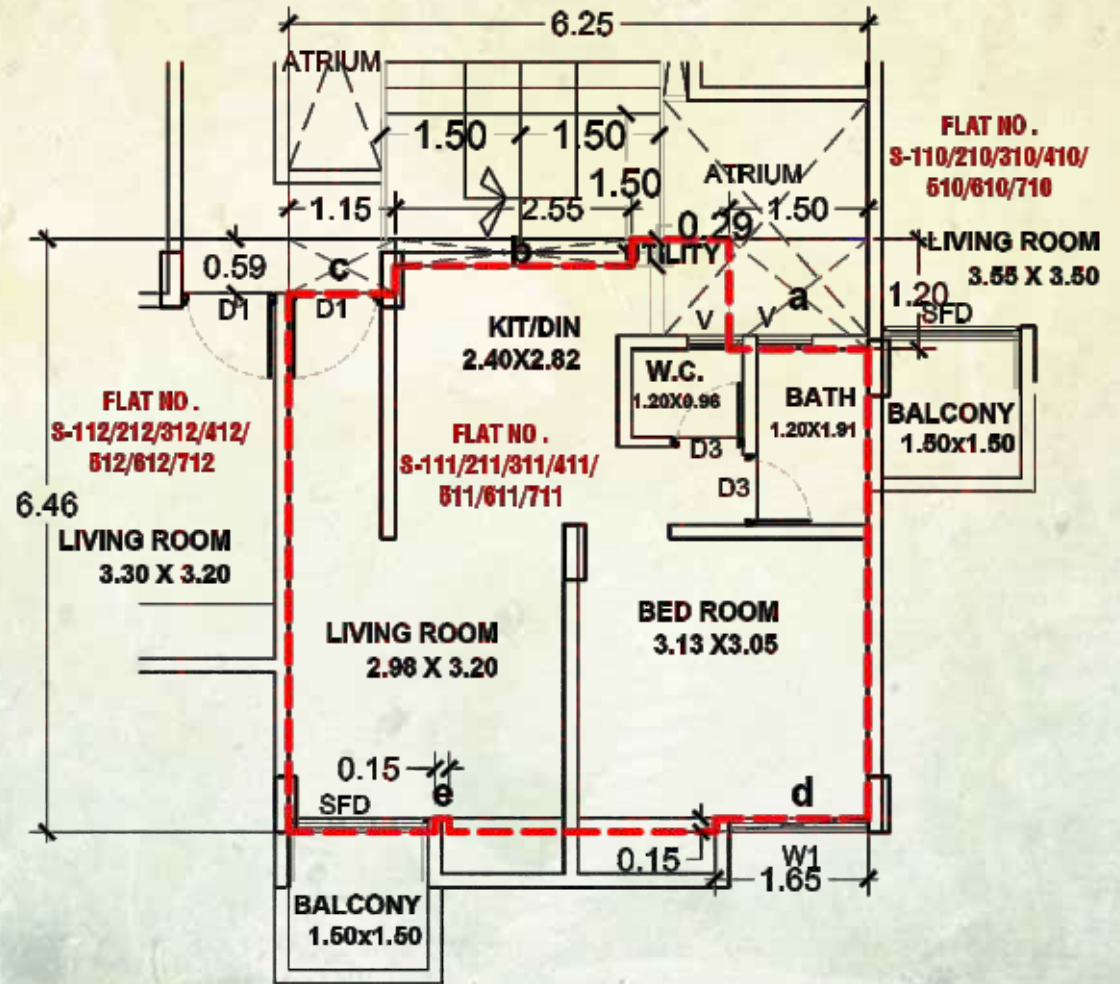 6.25
ATRIUM
1.50
1.50
FLAT NO .
S-110/210/310/410/
510/610/710
1.50
ATRIUM
1.15
2.55
0.29
1.50
LIVING ROOM
3.55 X 3.50
0.59
c
b
TILITY
a
1.20
SFD
D1
D1
V
V
KIT/DIN
2.40X2.82
W.C.
1.20X0.96
BATH
1.20X1.91
BALCONY
1.50x1.50
FLAT NO .
S-112/212/312/412/
512/612/712
FLAT NO .
S-111/211/311/411/
511/611/711
D3
D3
6.46
LIVING ROOM
3.30 X 3.20
LIVING ROOM
2.98 X 3.20
BED ROOM
3.13 X3.05
0.15
e
SFD
d
0.15
W1
1.65
BALCONY
1.50x1.50